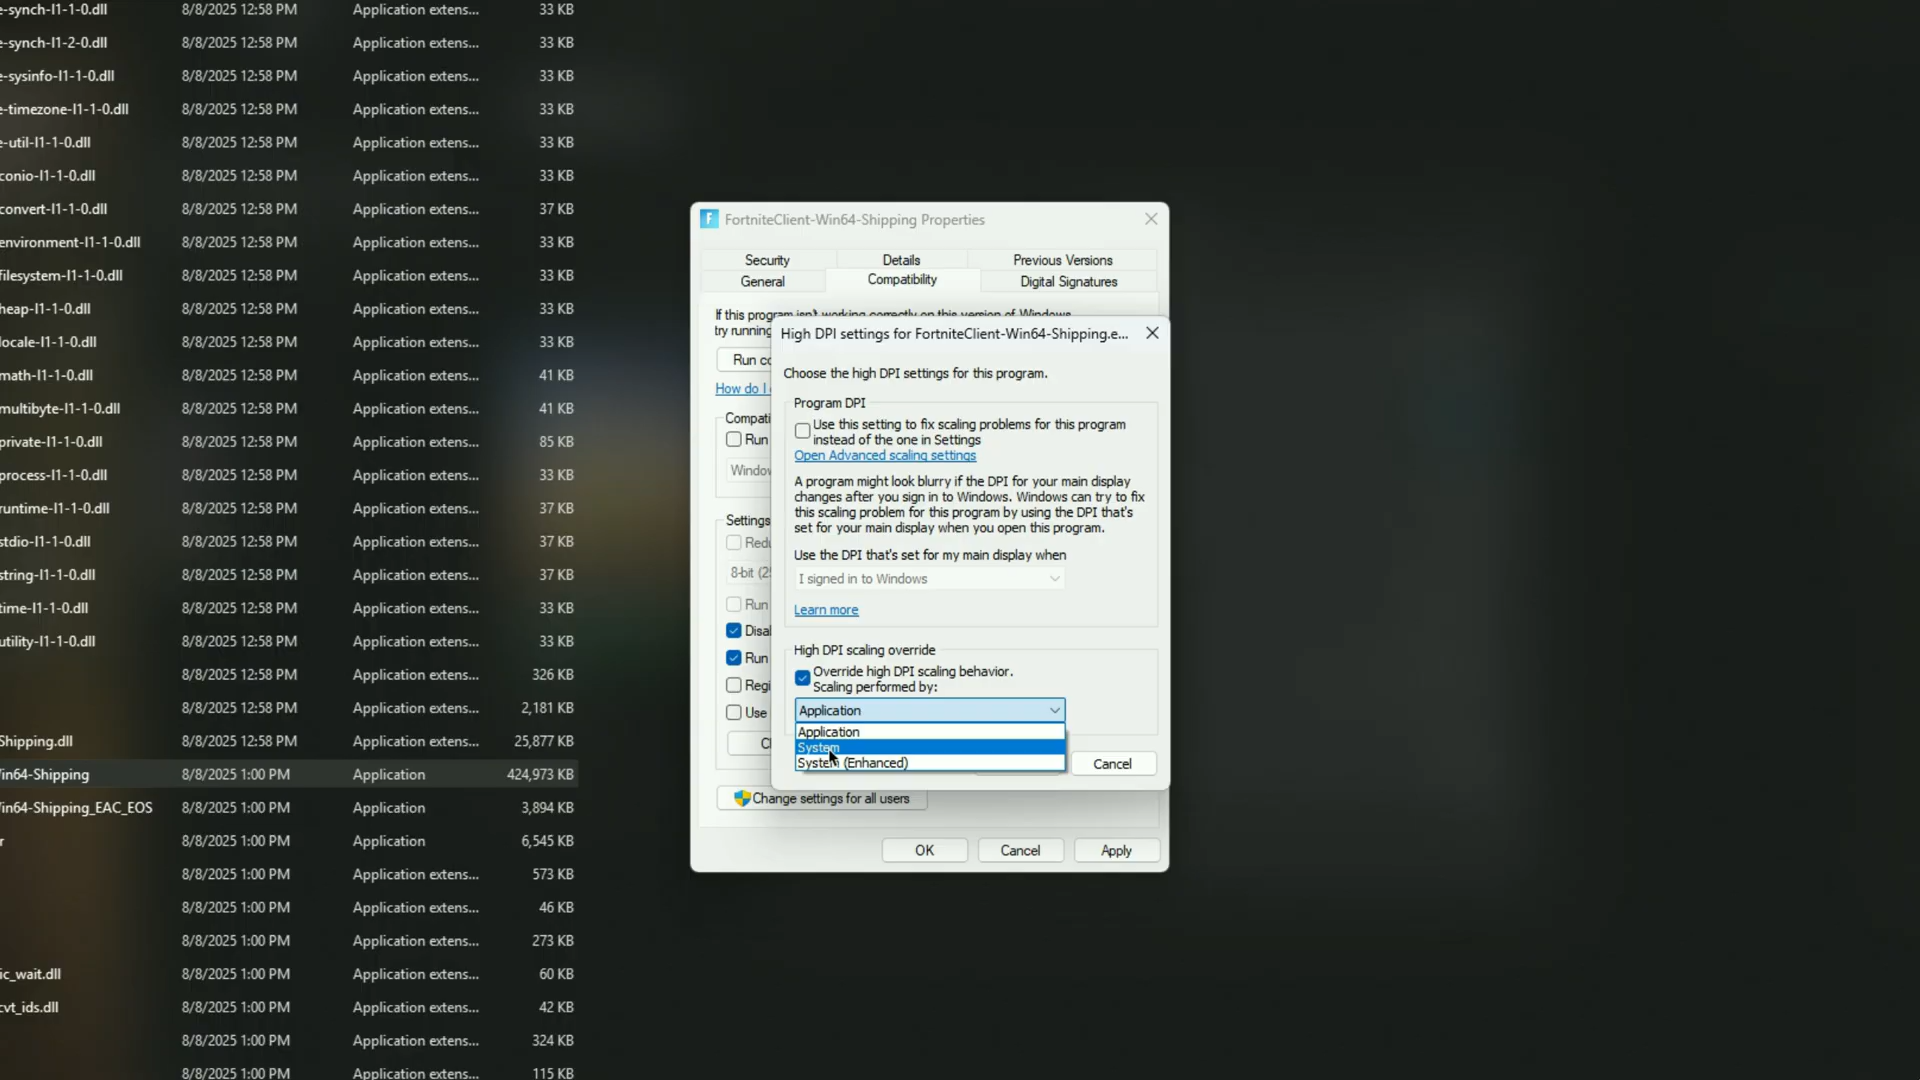 e-synch-l1-1-0.dll 8/8/2025 12:58 PM Application extens... 33 KB
e-synch-l1-2-0.dll 8/8/2025 12:58 PM Application extens... 33 KB
e-sysinfo-l1-1-0.dll 8/8/2025 12:58 PM Application extens... 33 KB
e-timezone-l1-1-0.dll 8/8/2025 12:58 PM Application extens... 33 KB
e-util-l1-1-0.dll 8/8/2025 12:58 PM Application extens... 33 KB
conio-l1-1-0.dll 8/8/2025 12:58 PM Application extens... 33 KB
convert-l1-1-0.dll 8/8/2025 12:58 PM Application extens... 37 KB
environment-l1-1-0.dll 8/8/2025 12:58 PM Application extens... 33 KB
filesystem-l1-1-0.dll 8/8/2025 12:58 PM Application extens... 33 KB
heap-l1-1-0.dll 8/8/2025 12:58 PM Application extens... 33 KB
locale-l1-1-0.dll 8/8/2025 12:58 PM Application extens... 33 KB
math-l1-1-0.dll 8/8/2025 12:58 PM Application extens... 41 KB
multibyte-l1-1-0.dll 8/8/2025 12:58 PM Application extens... 41 KB
private-l1-1-0.dll 8/8/2025 12:58 PM Application extens... 85 KB
process-l1-1-0.dll 8/8/2025 12:58 PM Application extens... 33 KB
runtime-l1-1-0.dll 8/8/2025 12:58 PM Application extens... 37 KB
stdio-l1-1-0.dll 8/8/2025 12:58 PM Application extens... 37 KB
string-l1-1-0.dll 8/8/2025 12:58 PM Application extens... 37 KB
time-l1-1-0.dll 8/8/2025 12:58 PM Application extens... 33 KB
utility-l1-1-0.dll 8/8/2025 12:58 PM Application extens... 33 KB
8/8/2025 12:58 PM Application extens... 326 KB
8/8/2025 12:58 PM Application extens... 2,181 KB
Shipping.dll 8/8/2025 12:58 PM Application extens... 25,877 KB
in64-Shipping 8/8/2025 1:00 PM Application 424,973 KB
in64-Shipping_EAC_EOS 8/8/2025 1:00 PM Application 3,894 KB
r 8/8/2025 1:00 PM Application 6,545 KB
8/8/2025 1:00 PM Application extens... 573 KB
8/8/2025 1:00 PM Application extens... 46 KB
8/8/2025 1:00 PM Application extens... 273 KB
ic_wait.dll 8/8/2025 1:00 PM Application extens... 60 KB
cvt_ids.dll 8/8/2025 1:00 PM Application extens... 42 KB
8/8/2025 1:00 PM Application extens... 324 KB
8/8/2025 1:00 PM Application extens... 115 KB
F FortniteClient-Win64-Shipping Properties
Security Details Previous Versions
General Compatibility Digital Signatures
If this program isn't working correctly on this version of Windows,
try running
Run co
How do I
Compati
Run
Window
Settings
Redu
8-bit (25
Run
Disal
Run
Regi
Use
Cl
Change settings for all users
OK Cancel Apply
High DPI settings for FortniteClient-Win64-Shipping.e...
Choose the high DPI settings for this program.
Program DPI
Use this setting to fix scaling problems for this program
instead of the one in Settings
Open Advanced scaling settings
A program might look blurry if the DPI for your main display
changes after you sign in to Windows. Windows can try to fix
this scaling problem for this program by using the DPI that's
set for your main display when you open this program.
Use the DPI that's set for my main display when
I signed in to Windows
Learn more
High DPI scaling override
Override high DPI scaling behavior.
Scaling performed by:
Application
Application
System
System (Enhanced)
Cancel